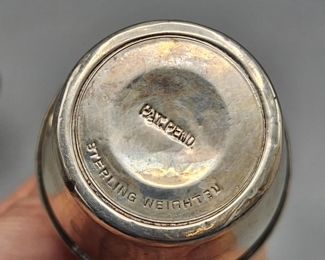 PAT. PEND.
STERLING WEIGHTED